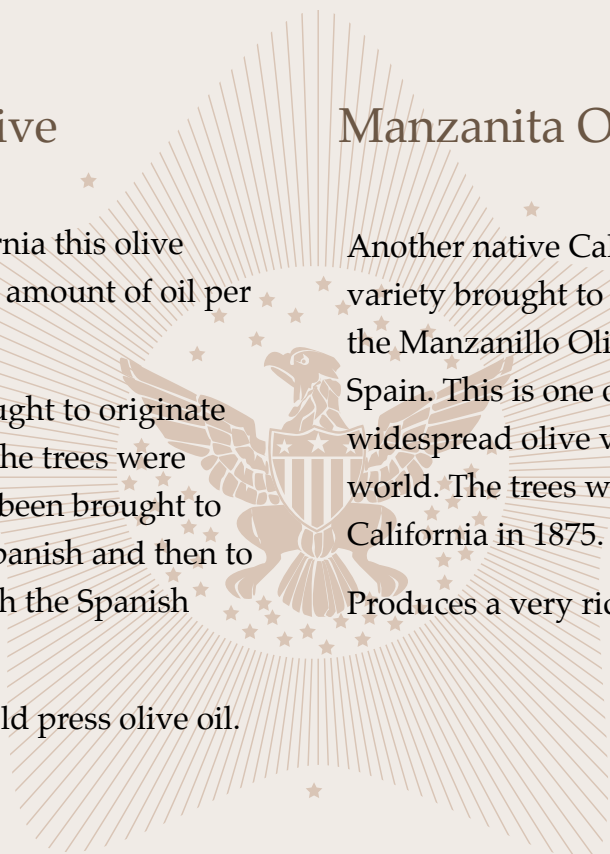 ive
rnia this olive
amount of oil per
ught to originate
he trees were
been brought to
panish and then to
h the Spanish
ld press olive oil.
Manzanita O
Another native Cal
variety brought to
the Manzanillo Oli
Spain. This is one o
widespread olive v
world. The trees w
California in 1875.
Produces a very ric